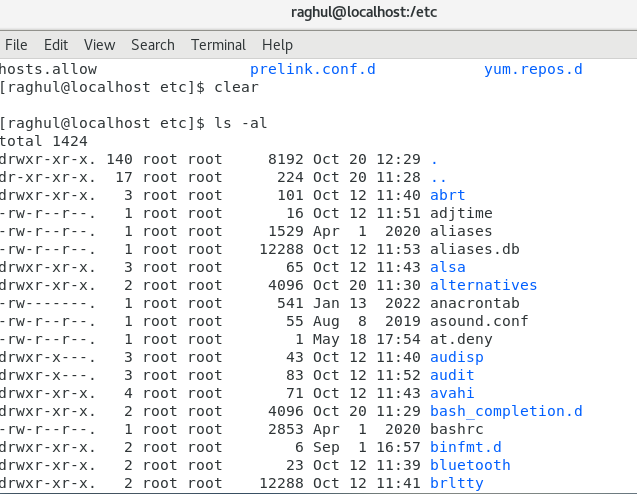 raghul@localhost:/etc
File Edit View Search Terminal Help
hosts.allow prelink.conf.d yum.repos.d
[raghul@localhost etc]$ clear
[raghul@localhost etc]$ ls -al
total 1424
drwxr-xr-x. 140 root root 8192 Oct 20 12:29 .
dr-xr-xr-x. 17 root root 224 Oct 20 11:28 ..
drwxr-xr-x. 3 root root 101 Oct 12 11:40 abrt
-rw-r--r--. 1 root root 16 Oct 12 11:51 adjtime
-rw-r--r--. 1 root root 1529 Apr 1 2020 aliases
-rw-r--r--. 1 root root 12288 Oct 12 11:53 aliases.db
drwxr-xr-x. 3 root root 65 Oct 12 11:43 alsa
drwxr-xr-x. 2 root root 4096 Oct 20 11:30 alternatives
-rw-------. 1 root root 541 Jan 13 2022 anacrontab
-rw-r--r--. 1 root root 55 Aug 8 2019 asound.conf
-rw-r--r--. 1 root root 1 May 18 17:54 at.deny
drwxr-x---. 3 root root 43 Oct 12 11:40 audisp
drwxr-x---. 3 root root 83 Oct 12 11:52 audit
drwxr-xr-x. 4 root root 71 Oct 12 11:43 avahi
drwxr-xr-x. 2 root root 4096 Oct 20 11:29 bash_completion.d
-rw-r--r--. 1 root root 2853 Apr 1 2020 bashrc
drwxr-xr-x. 2 root root 6 Sep 1 16:57 binfmt.d
drwxr-xr-x. 2 root root 23 Oct 12 11:39 bluetooth
drwxr-xr-x. 2 root root 12288 Oct 12 11:41 brltty